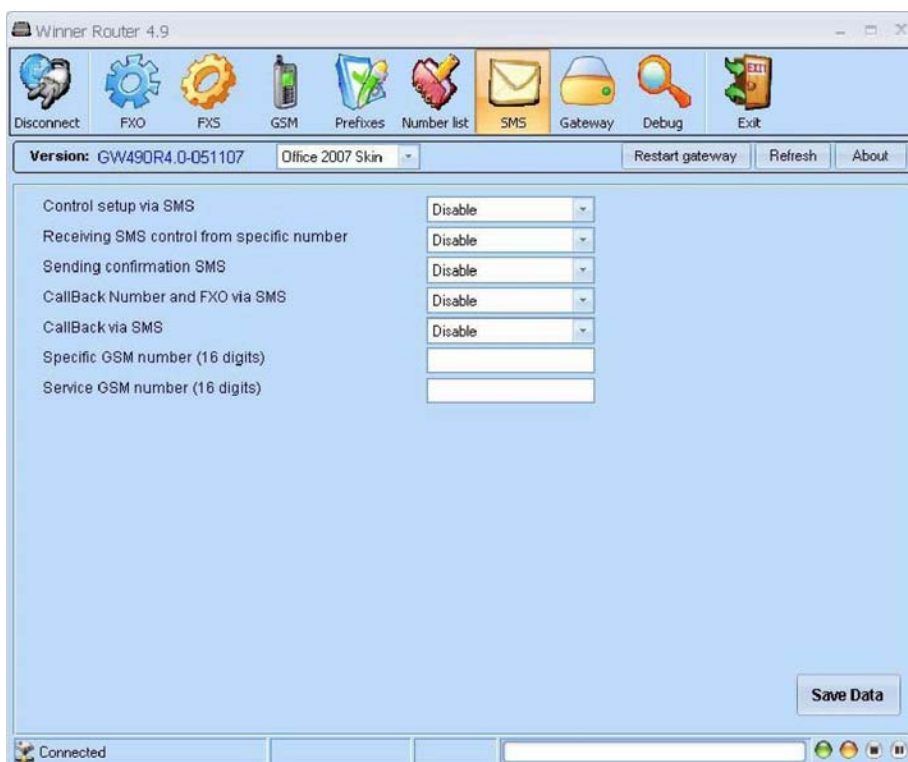 Winner Router 4.9
Disconnect FXO FXS GSM Prefixes Number list SMS Gateway Debug EXIT Exit
Version: GW490R4.0-051107 Office 2007 Skin Restart gateway Refresh About
Control setup via SMS Disable
Receiving SMS control from specific number Disable
Sending confirmation SMS Disable
CallBack Number and FXO via SMS Disable
CallBack via SMS Disable
Specific GSM number (16 digits)
Service GSM number (16 digits)
Save Data
Connected